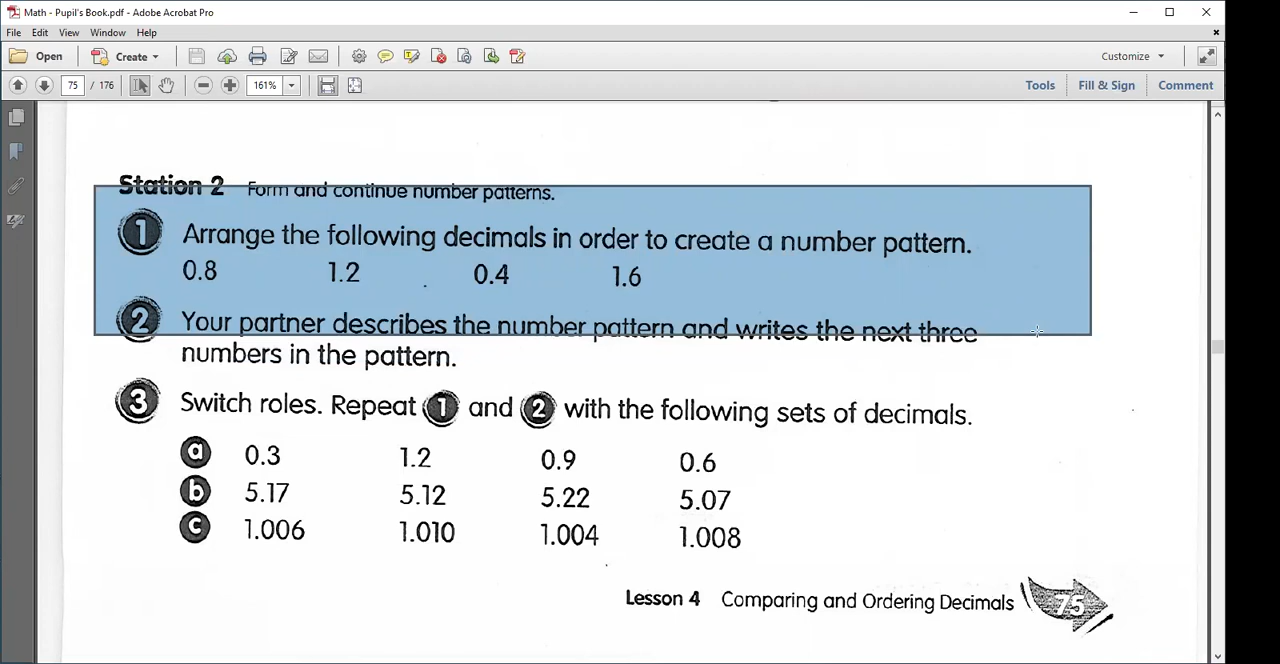 Math - Pupil's Book.pdf - Adobe Acrobat Pro
File Edit View Window Help
Open Create Customize
75 / 176 161% Tools Fill & Sign Comment
Station 2 Form and continue number patterns.
1 Arrange the following decimals in order to create a number pattern.
0.8 1.2 0.4 1.6
2 Your partner describes the number pattern and writes the next three
numbers in the pattern.
3 Switch roles. Repeat 1 and 2 with the following sets of decimals.
a 0.3 1.2 0.9 0.6
b 5.17 5.12 5.22 5.07
c 1.006 1.010 1.004 1.008
Lesson 4 Comparing and Ordering Decimals 75